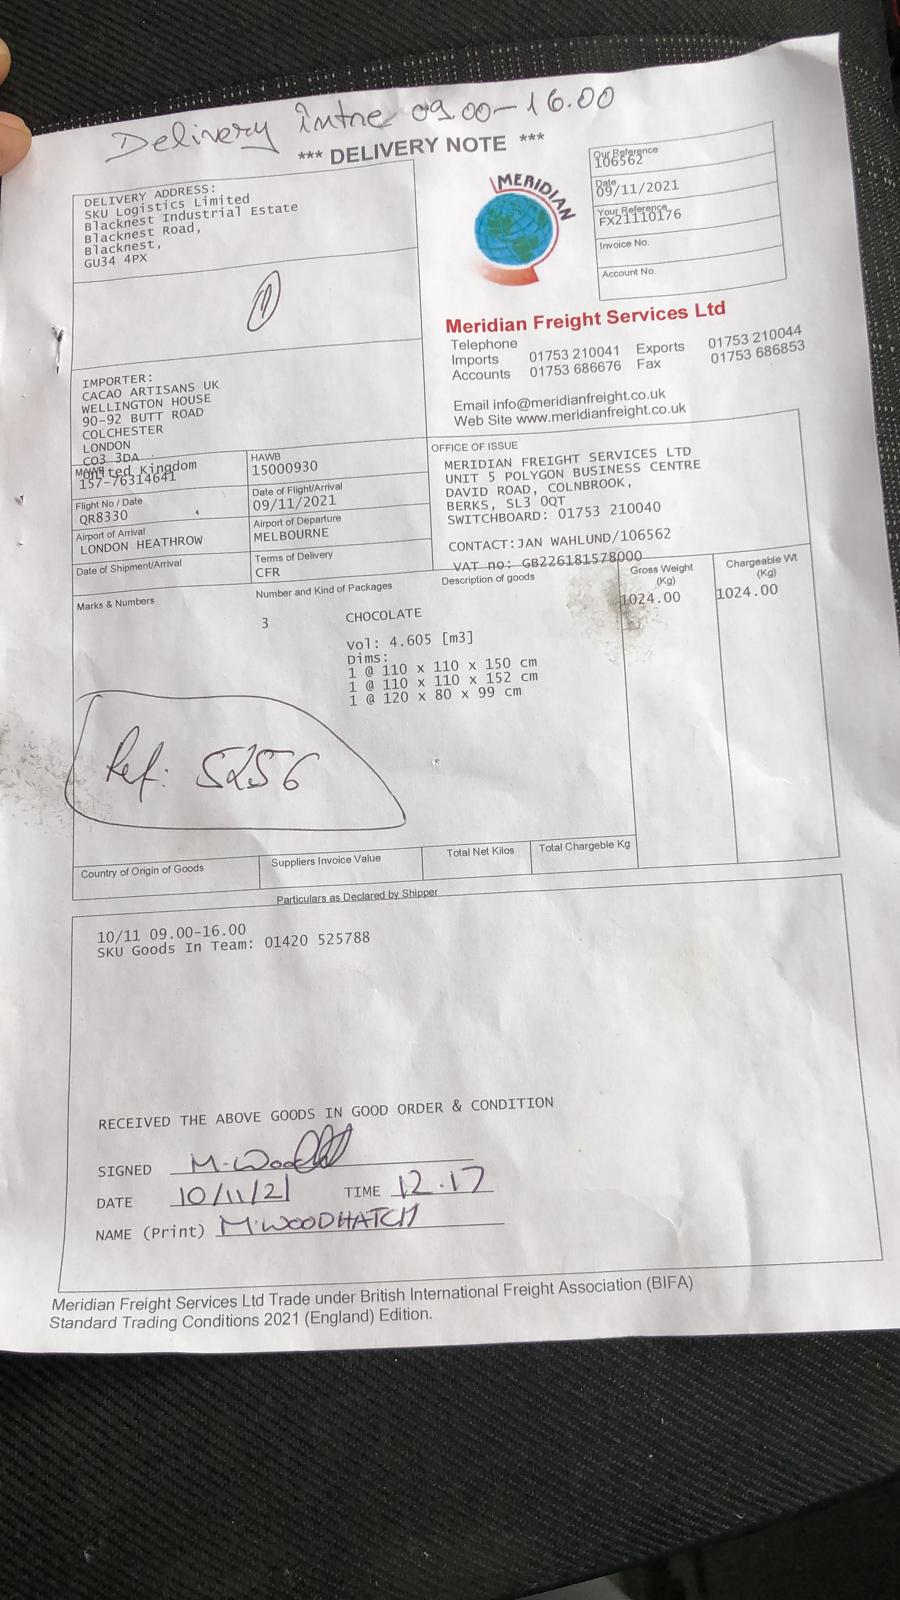 Delivery între 09.00-16.00
*** DELIVERY NOTE ***
DELIVERY ADDRESS:
SKU Logistics Limited
Blacknest Industrial Estate
Blacknest Road,
Blacknest,
GU34 4PX
1
MERIDIAN
Our Reference
106562
Date
09/11/2021
Your Reference
FX21110176
Invoice No.
Account No.
Meridian Freight Services Ltd
Telephone
Imports 01753 210041 Exports 01753 210044
Accounts 01753 686676 Fax 01753 686853
Email info@meridianfreight.co.uk
Web Site www.meridianfreight.co.uk
IMPORTER:
CACAO ARTISANS UK
WELLINGTON HOUSE
90-92 BUTT ROAD
COLCHESTER
LONDON
CO3 3DA
United Kingdom
MAWB
157-76314641
HAWB
15000930
Flight No / Date
QR8330
Date of Flight/Arrival
09/11/2021
Airport of Arrival
LONDON HEATHROW
Airport of Departure
MELBOURNE
Date of Shipment/Arrival
Terms of Delivery
CFR
OFFICE OF ISSUE
MERIDIAN FREIGHT SERVICES LTD
UNIT 5 POLYGON BUSINESS CENTRE
DAVID ROAD, COLNBROOK,
BERKS, SL3 0QT
SWITCHBOARD: 01753 210040
CONTACT:JAN WAHLUND/106562
VAT no: GB226181578000
Marks & Numbers
Number and Kind of Packages
Description of goods
Gross Weight
(Kg)
Chargeable Wt
(Kg)
3
CHOCOLATE
1024.00
1024.00
Vol: 4.605 [m3]
Dims:
1 @ 110 x 110 x 150 cm
1 @ 110 x 110 x 152 cm
1 @ 120 x 80 x 99 cm
Ref: 5256
Country of Origin of Goods
Suppliers Invoice Value
Total Net Kilos
Total Chargeble Kg
Particulars as Declared by Shipper
10/11 09.00-16.00
SKU Goods In Team: 01420 525788
RECEIVED THE ABOVE GOODS IN GOOD ORDER & CONDITION
SIGNED
DATE 10/11/21 TIME 12.17
NAME (Print) M.WOODHATCH
Meridian Freight Services Ltd Trade under British International Freight Association (BIFA)
Standard Trading Conditions 2021 (England) Edition.